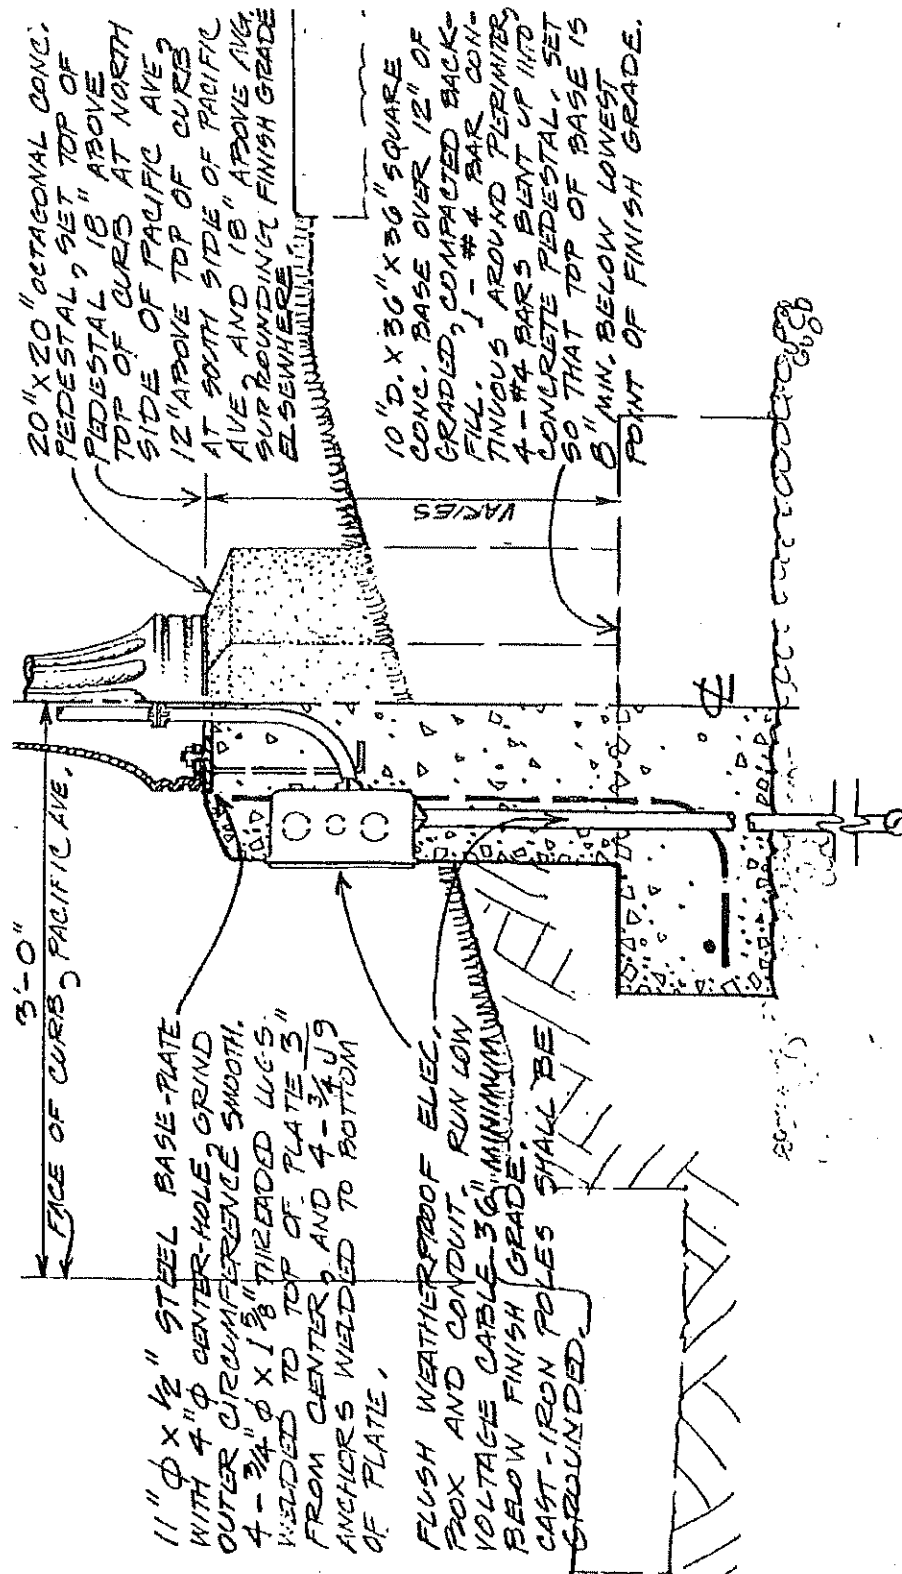 3'-0"
FACE OF CURB, PACIFIC AVE.
11" Φ X 1/2" STEEL BASE-PLATE
WITH 4" Φ CENTER-HOLE, GRIND
OUTER CIRCUMFERENCE SMOOTH.
4 - 3/4" Φ X 1 5/8" THREADED LUGS
WELDED TO TOP OF PLATE 3"
FROM CENTER, AND 4 - 3/4"
ANCHORS WELDED TO BOTTOM
OF PLATE.
FLUSH WEATHERPROOF ELEC.
BOX AND CONDUIT. RUN LOW
VOLTAGE CABLE 36" MINIMUM
BELOW FINISH GRADE.
CAST-IRON POLES SHALL BE
GROUNDED.
20" X 20" OCTAGONAL CONC.
PEDESTAL, SET TOP OF
PEDESTAL 18" ABOVE
TOP OF CURB AT NORTH
SIDE OF PACIFIC AVE,
12" ABOVE TOP OF CURB
AT SOUTH SIDE OF PACIFIC
AVE, AND 18" ABOVE AVG.
SURROUNDING FINISH GRADE
ELSEWHERE.
VARIES
10" D. X 36" X 36" SQUARE
CONC. BASE OVER 12" OF
GRADED, COMPACTED BACK-
FILL. 1 - #4 BAR CON-
TINUOUS AROUND PERIMITER,
4 - #4 BARS BENT UP INTO
CONCRETE PEDESTAL. SET
SO THAT TOP OF BASE IS
8" MIN. BELOW LOWEST
POINT OF FINISH GRADE.
℄